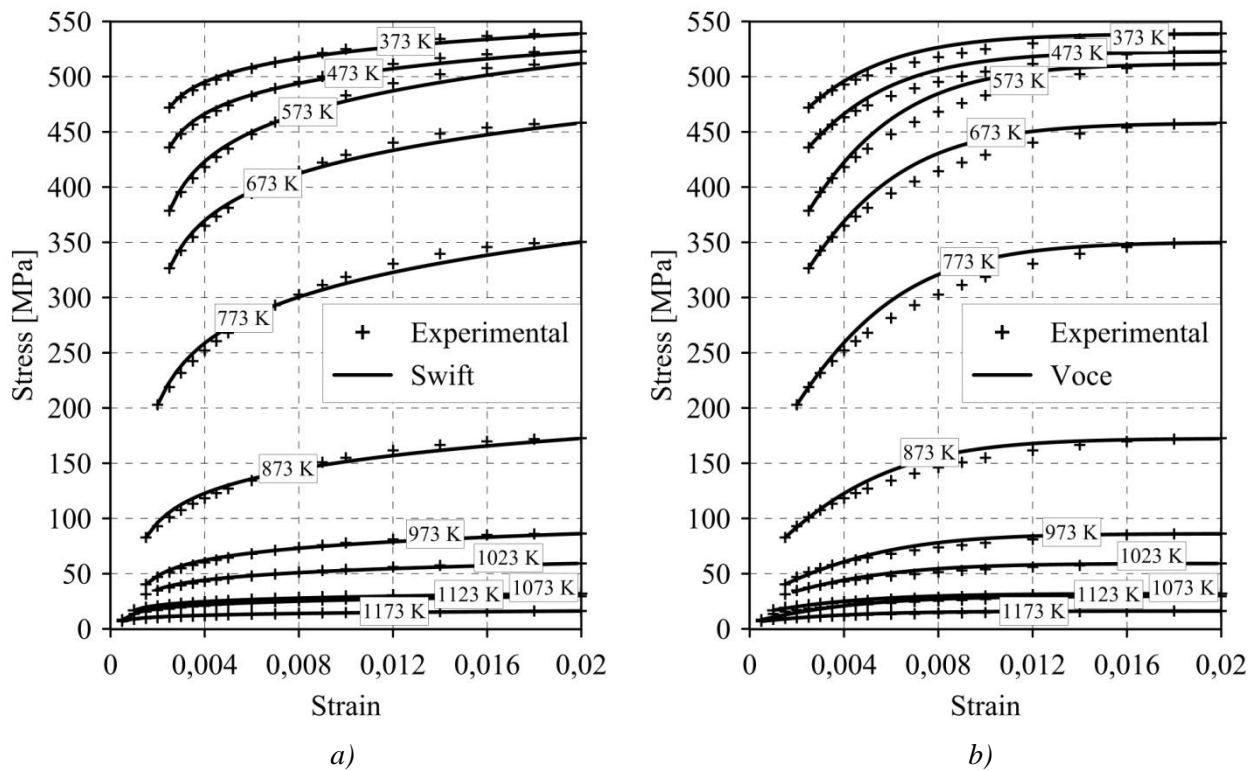 550
500
450
400
350
300
250
200
150
100
50
0
Stress [MPa]
373 K
473 K
573 K
673 K
773 K
873 K
973 K
1023 K
1073 K
1123 K
1173 K
Experimental
Swift
0 0,004 0,008 0,012 0,016 0,02
Strain
a)
550
500
450
400
350
300
250
200
150
100
50
0
Stress [MPa]
373 K
473 K
573 K
673 K
773 K
873 K
973 K
1023 K
1073 K
1123 K
1173 K
Experimental
Voce
0 0,004 0,008 0,012 0,016 0,02
Strain
b)